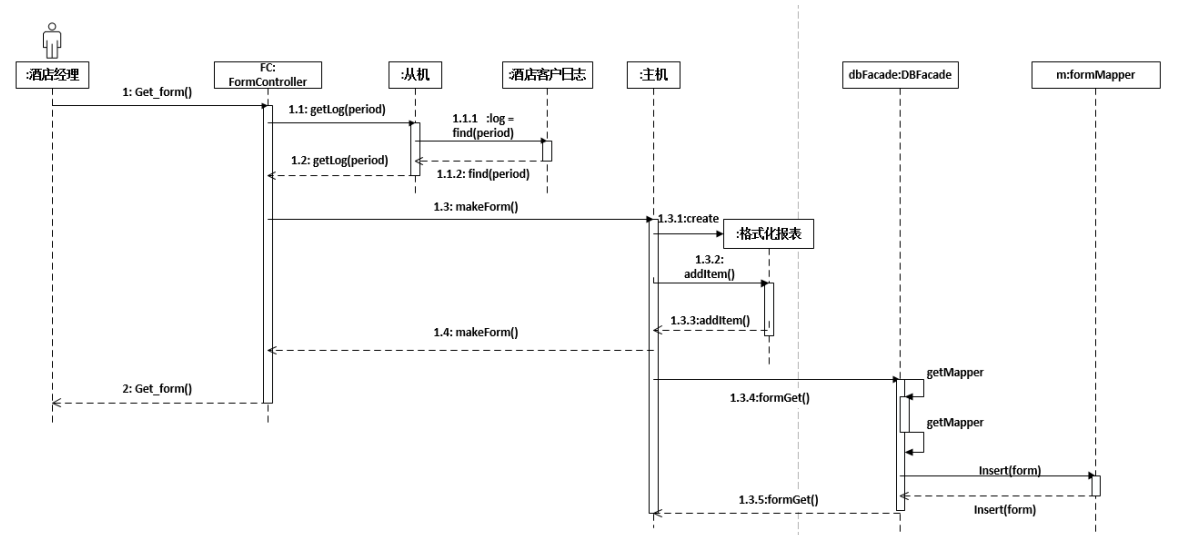 :酒店经理
FC:
FormController
:从机
:酒店客户日志
:主机
dbFacade:DBFacade
m:formMapper
1: Get_form()
1.1: getLog(period)
1.1.1 :log =
find(period)
1.2: getLog(period)
1.1.2: find(period)
1.3: makeForm()
1.3.1:create
:格式化报表
1.3.2:
addItem()
1.3.3:addItem()
1.4: makeForm()
getMapper
2: Get_form()
1.3.4:formGet()
getMapper
Insert(form)
1.3.5:formGet()
Insert(form)